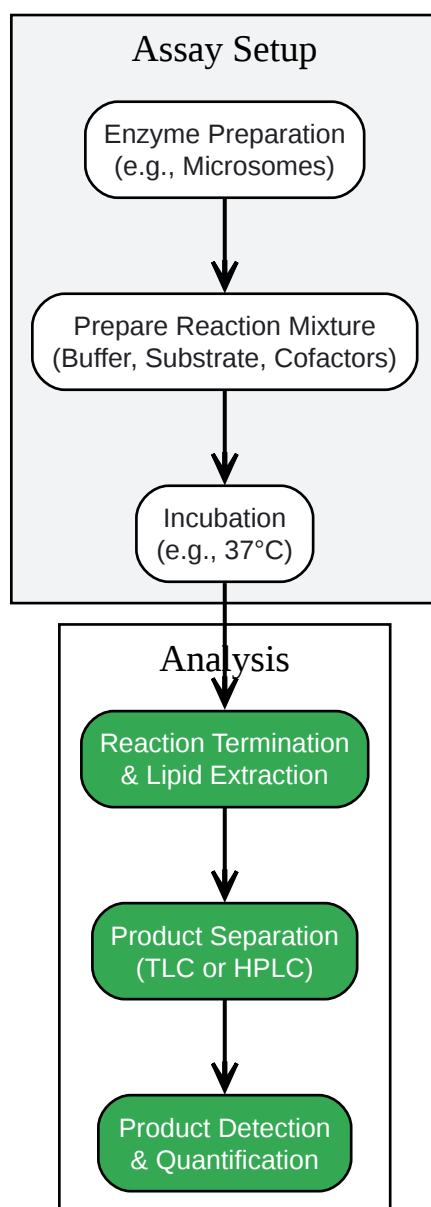 Assay Setup
Enzyme Preparation
(e.g., Microsomes)
Prepare Reaction Mixture
(Buffer, Substrate, Cofactors)
Incubation
(e.g., 37°C)
Analysis
Reaction Termination
& Lipid Extraction
Product Separation
(TLC or HPLC)
Product Detection
& Quantification